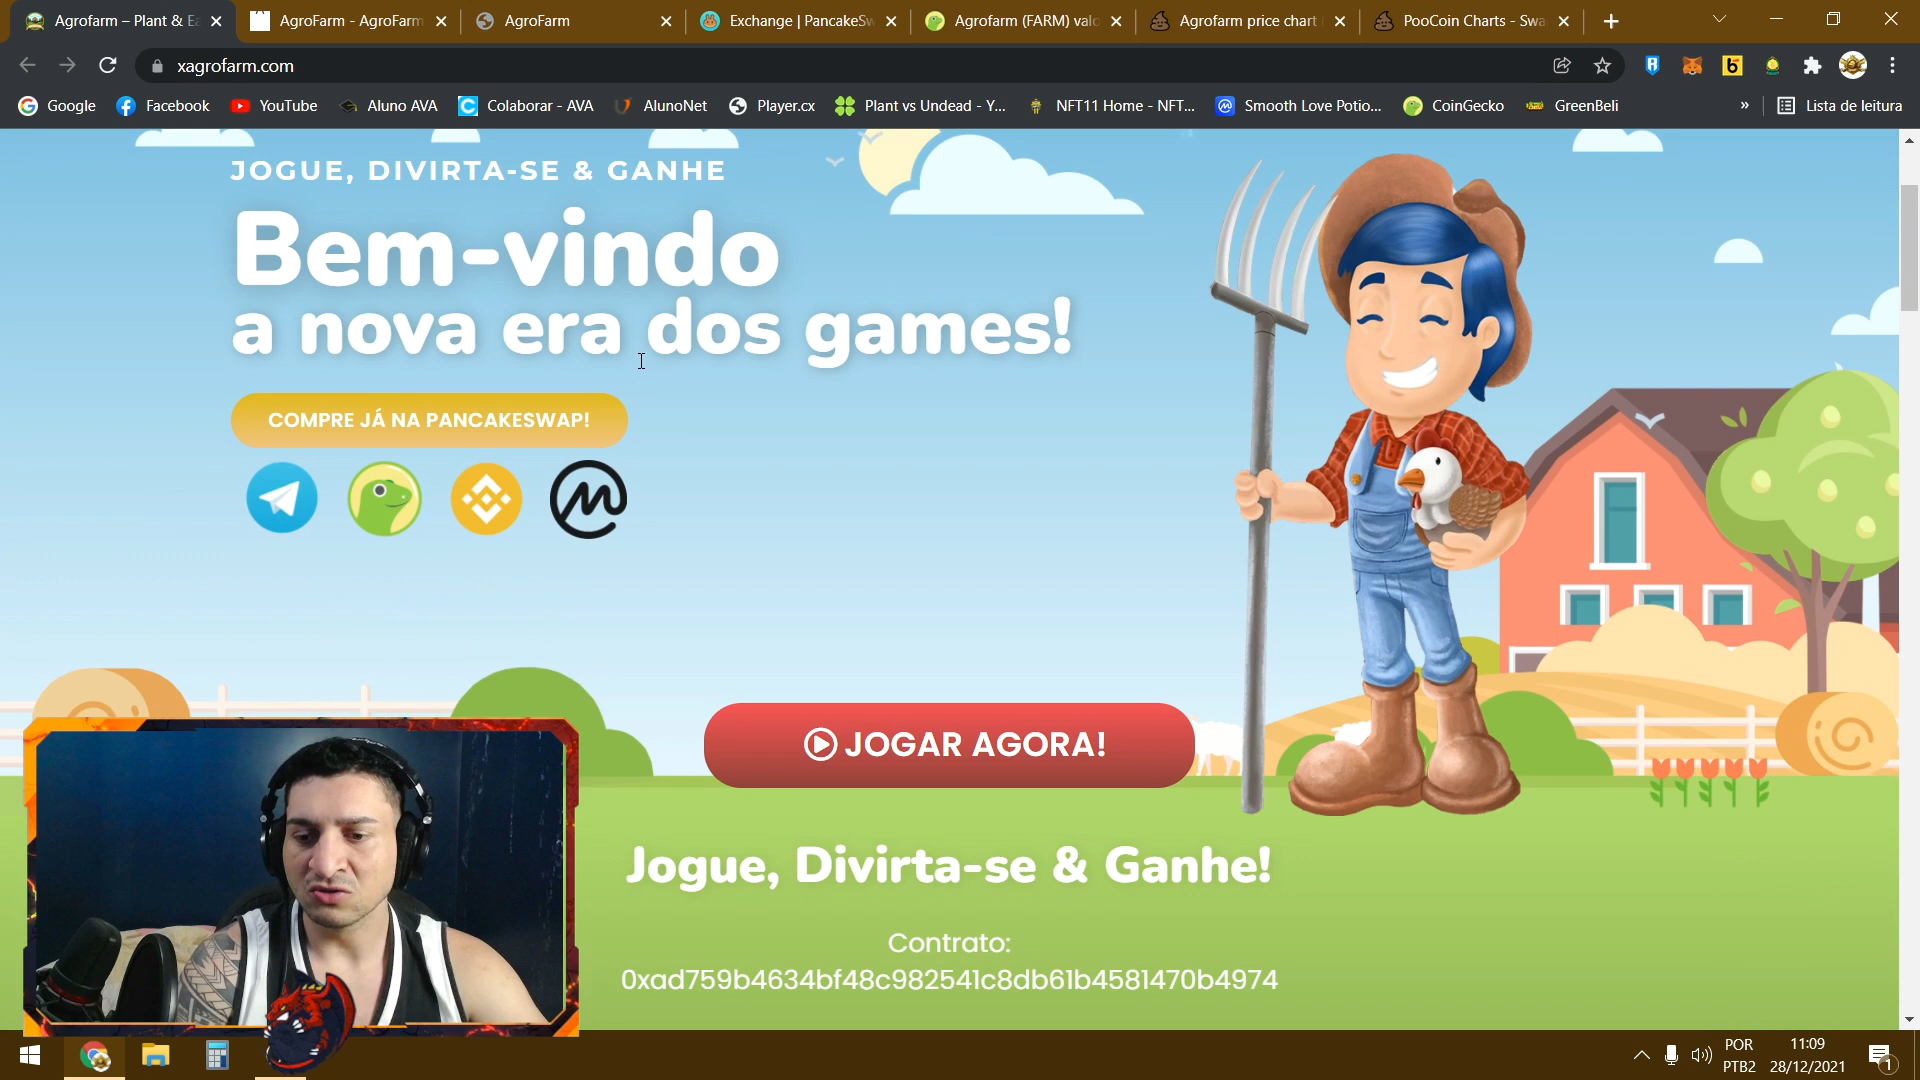 Agrofarm – Plant & Ea
AgroFarm - AgroFarm
AgroFarm
Exchange | PancakeSw
Agrofarm (FARM) valo
Agrofarm price chart
PooCoin Charts - Swa
xagrofarm.com
Google
Facebook
YouTube
Aluno AVA
Colaborar - AVA
AlunoNet
Player.cx
Plant vs Undead - Y...
NFT11 Home - NFT...
Smooth Love Potio...
CoinGecko
GreenBeli
»
Lista de leitura
JOGUE, DIVIRTA-SE & GANHE
Bem-vindo
a nova era dos games!
COMPRE JÁ NA PANCAKESWAP!
JOGAR AGORA!
Jogue, Divirta-se & Ganhe!
Contrato:
0xad759b4634bf48c982541c8db61b4581470b4974
POR
PTB2
11:09
28/12/2021
1